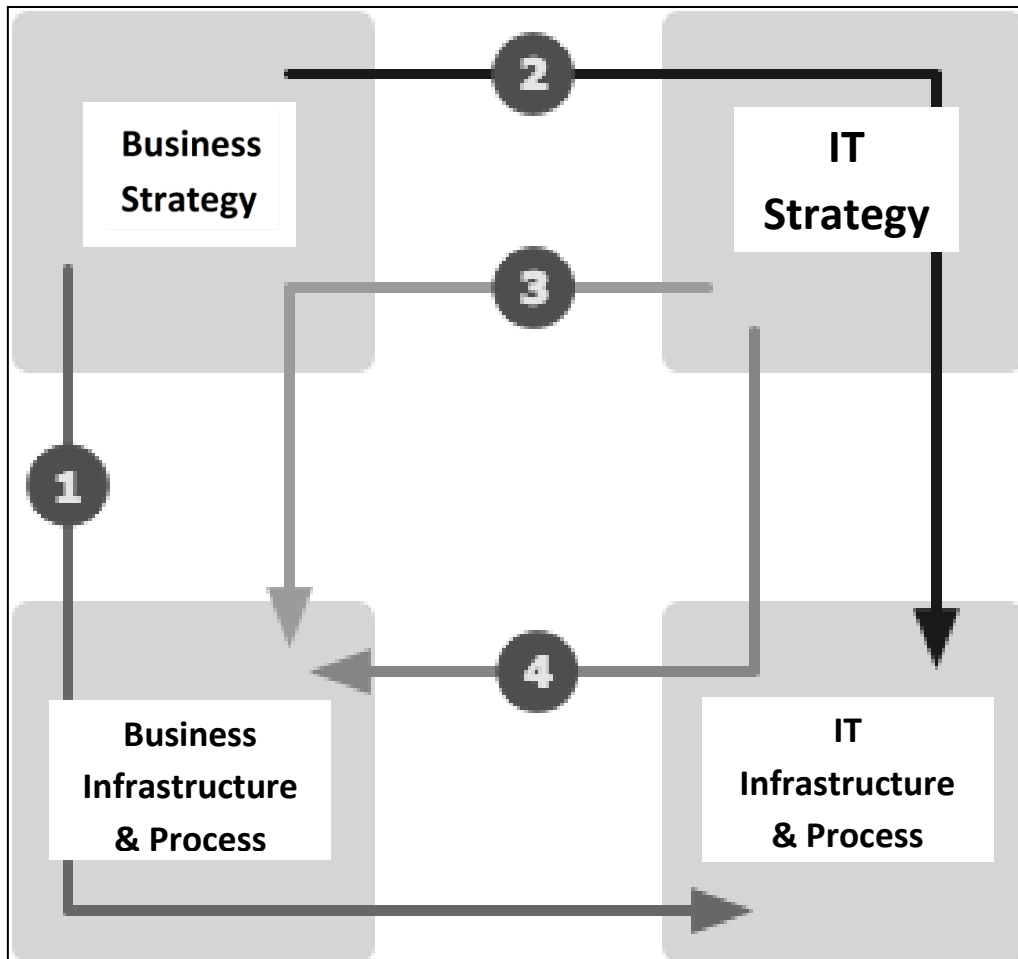 2
Business
Strategy
IT
Strategy
3
1
4
Business
Infrastructure
& Process
IT
Infrastructure
& Process